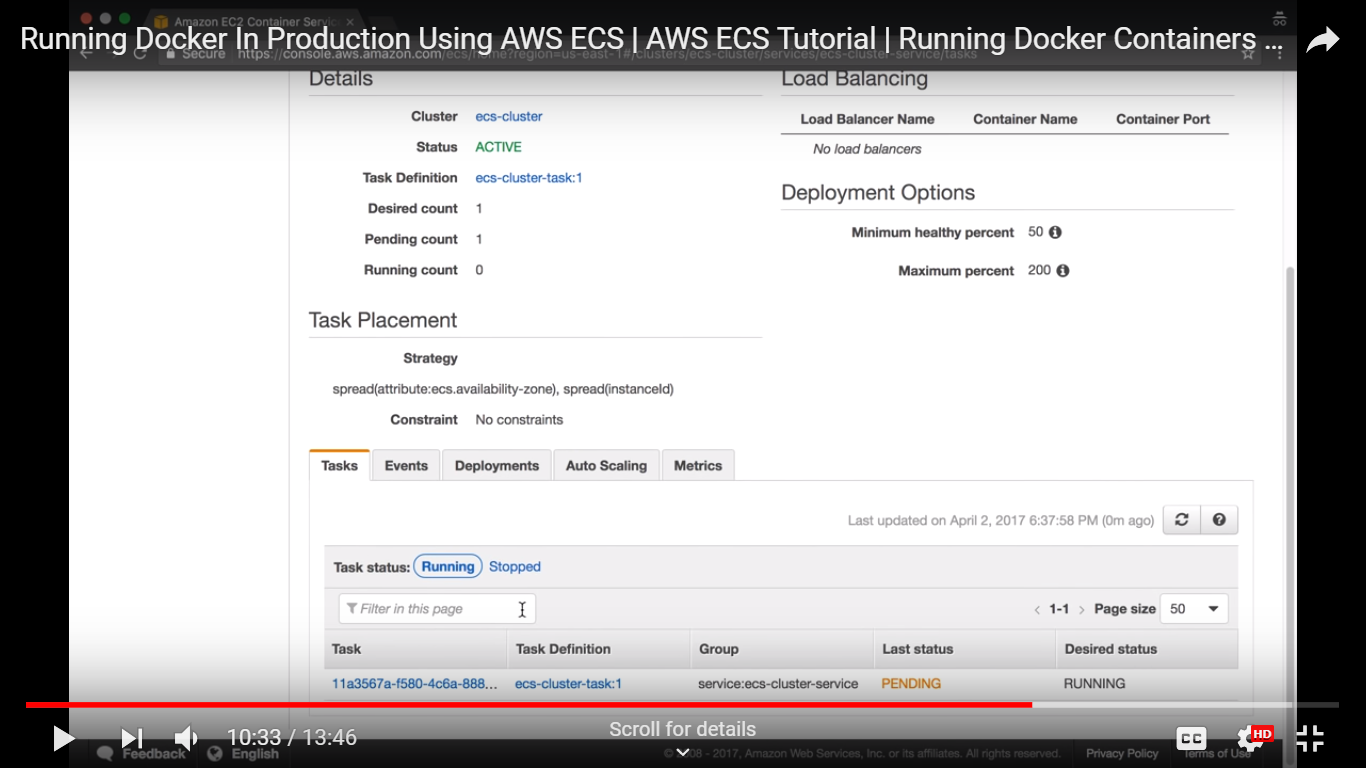 Amazon EC2 Container Servic
Running Docker In Production Using AWS ECS | AWS ECS Tutorial | Running Docker Containers ...
Secure https://console.aws.amazon.com/ecs/home?region=us-east-1#/clusters/ecs-cluster/services/ecs-cluster-service/tasks
Details
Cluster ecs-cluster
Status ACTIVE
Task Definition ecs-cluster-task:1
Desired count 1
Pending count 1
Running count 0
Load Balancing
Load Balancer Name Container Name Container Port
No load balancers
Deployment Options
Minimum healthy percent 50
Maximum percent 200
Task Placement
Strategy
spread(attribute:ecs.availability-zone), spread(instanceId)
Constraint No constraints
Tasks Events Deployments Auto Scaling Metrics
Last updated on April 2, 2017 6:37:58 PM (0m ago)
Task status: Running Stopped
Filter in this page
1-1 Page size 50
Task Task Definition Group Last status Desired status
11a3567a-f580-4c6a-888... ecs-cluster-task:1 service:ecs-cluster-service PENDING RUNNING
Scroll for details
10:33 / 13:46
CC HD
Feedback English © 2008 - 2017, Amazon Web Services, Inc. or its affiliates. All rights reserved. Privacy Policy Terms of Use